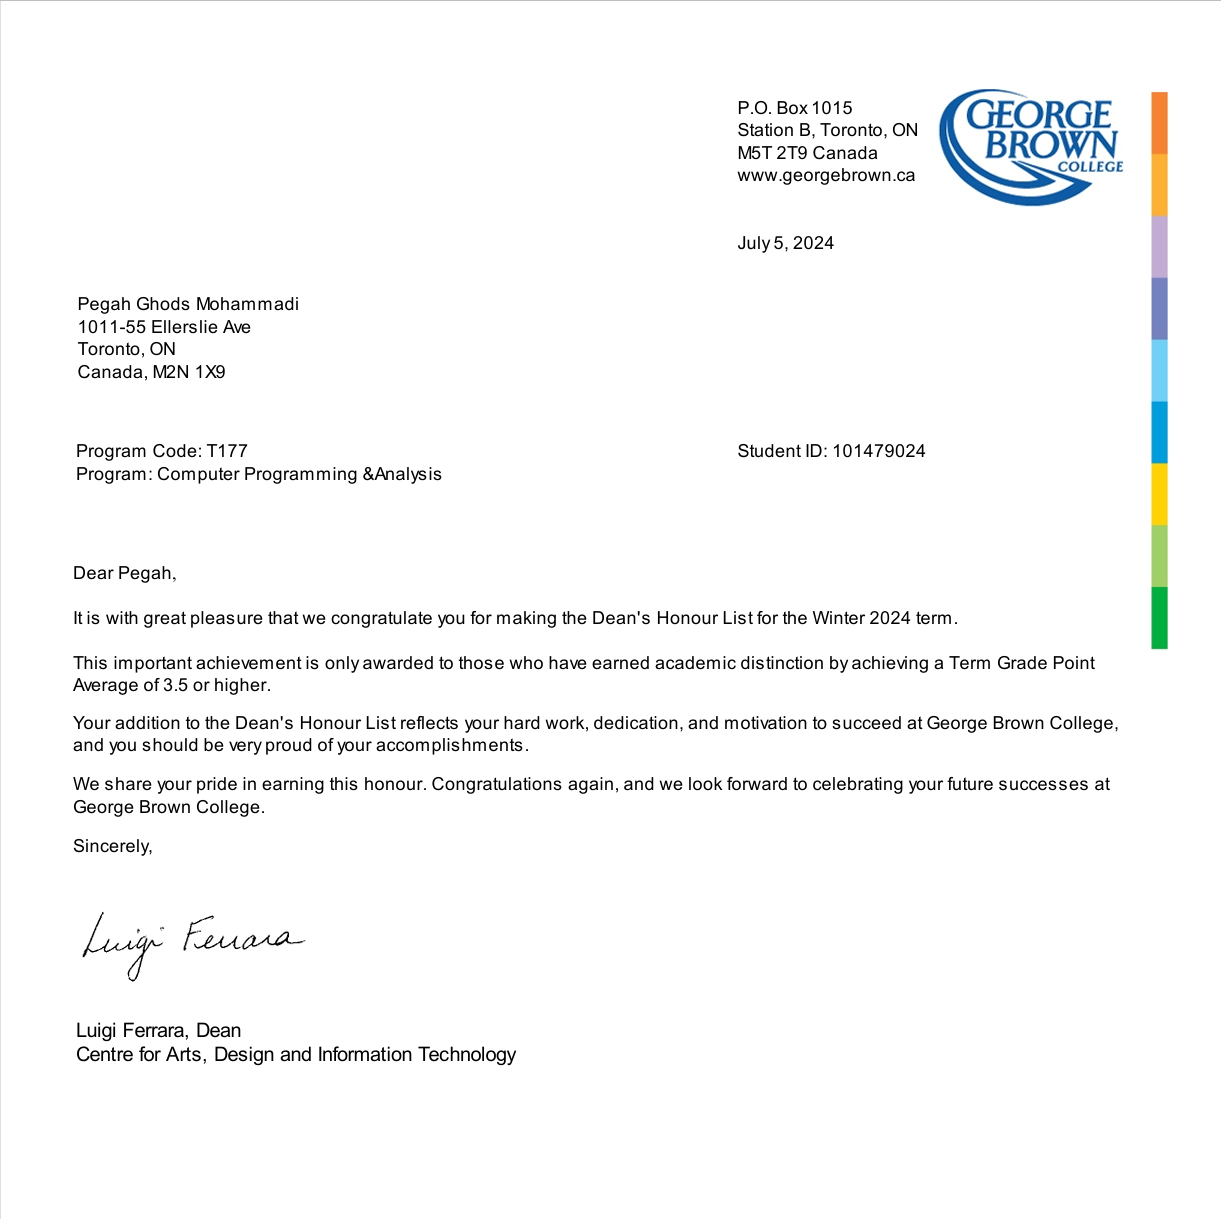 P.O. Box 1015
Station B, Toronto, ON
M5T 2T9 Canada
www.georgebrown.ca
GEORGE
BROWN
COLLEGE
July 5, 2024
Pegah Ghods Mohammadi
1011-55 Ellerslie Ave
Toronto, ON
Canada, M2N 1X9
Program Code: T177
Student ID: 101479024
Program: Computer Programming &Analysis
Dear Pegah,
It is with great pleasure that we congratulate you for making the Dean's Honour List for the Winter 2024 term.
This important achievement is only awarded to those who have earned academic distinction by achieving a Term Grade Point
Average of 3.5 or higher.
Your addition to the Dean's Honour List reflects your hard work, dedication, and motivation to succeed at George Brown College,
and you should be very proud of your accomplishments.
We share your pride in earning this honour. Congratulations again, and we look forward to celebrating your future successes at
George Brown College.
Sincerely,
Luigi Ferrara
Luigi Ferrara, Dean
Centre for Arts, Design and Information Technology